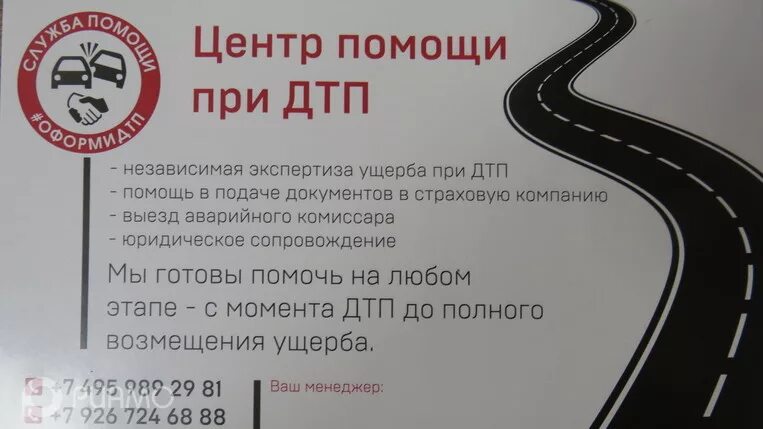 СЛУЖБА ПОМОЩИ
#ОФОРМИДТП
Центр помощи
при ДТП
- независимая экспертиза ущерба при ДТП
- помощь в подаче документов в страховую компанию
- выезд аварийного комиссара
- юридическое сопровождение
Мы готовы помочь на любом
этапе - с момента ДТП до полного
возмещения ущерба.
+7 495 989 29 81
+7 926 724 68 88
Ваш менеджер:
РИАМО